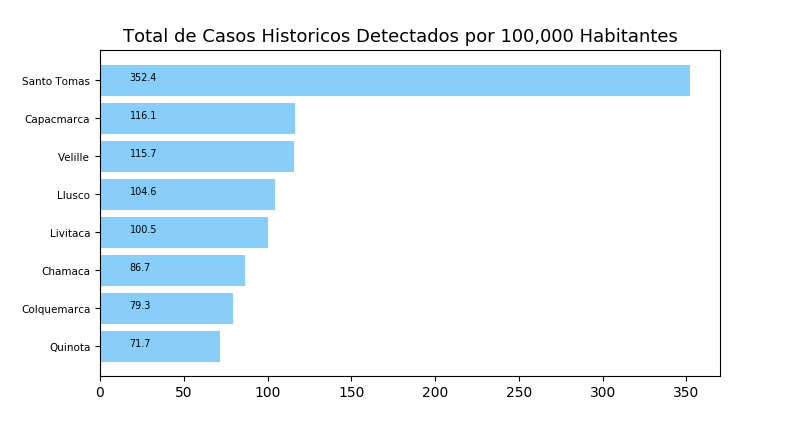 Total de Casos Historicos Detectados por 100,000 Habitantes
Santo Tomas 352.4
Capacmarca 116.1
Velille 115.7
Llusco 104.6
Livitaca 100.5
Chamaca 86.7
Colquemarca 79.3
Quinota 71.7
0 50 100 150 200 250 300 350